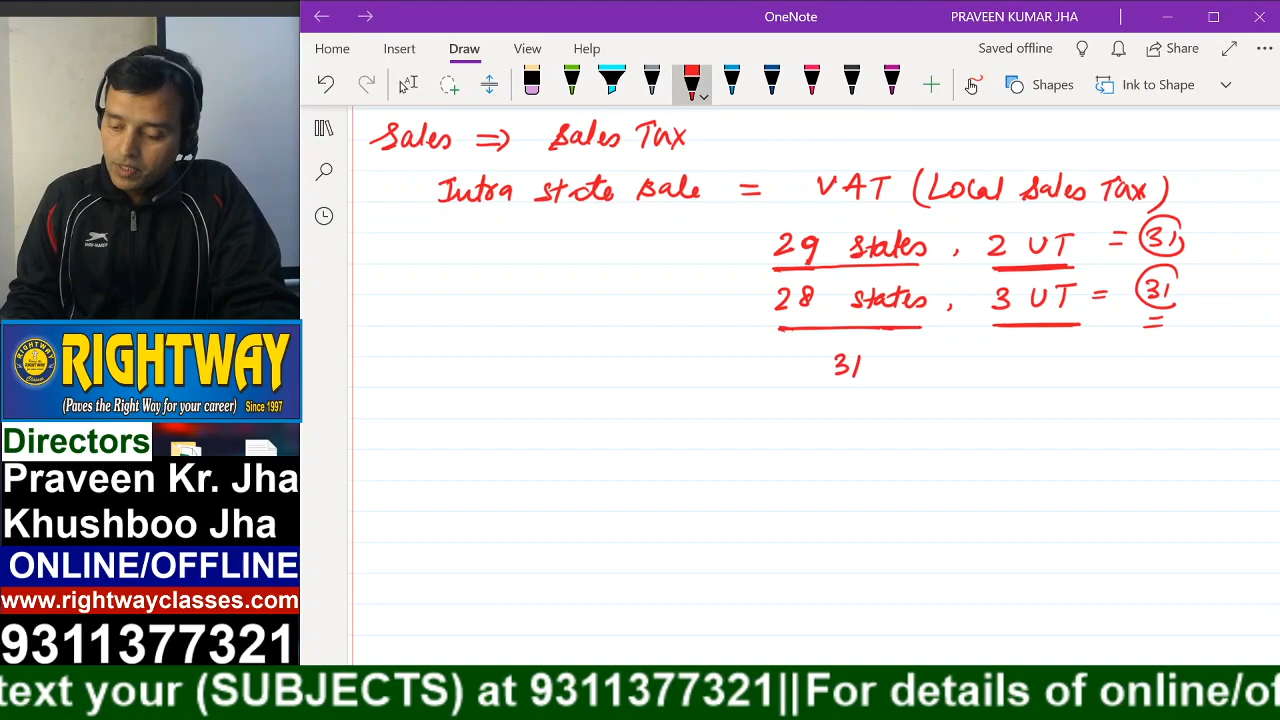 OneNote
PRAVEEN KUMAR JHA
Home Insert Draw View Help
Saved offline
Share
Shapes
Ink to Shape
Sales ⇒ Sales Tax
Intra state sale = VAT (Local Sales Tax)
29 states, 2 UT = 31
28 states, 3 UT = 31
31
RIGHTWAY
(Paves the Right Way for your career) Since 1997
Directors
Praveen Kr. Jha
Khushboo Jha
ONLINE/OFFLINE
www.rightwayclasses.com
9311377321
text your (SUBJECTS) at 9311377321||For details of online/of